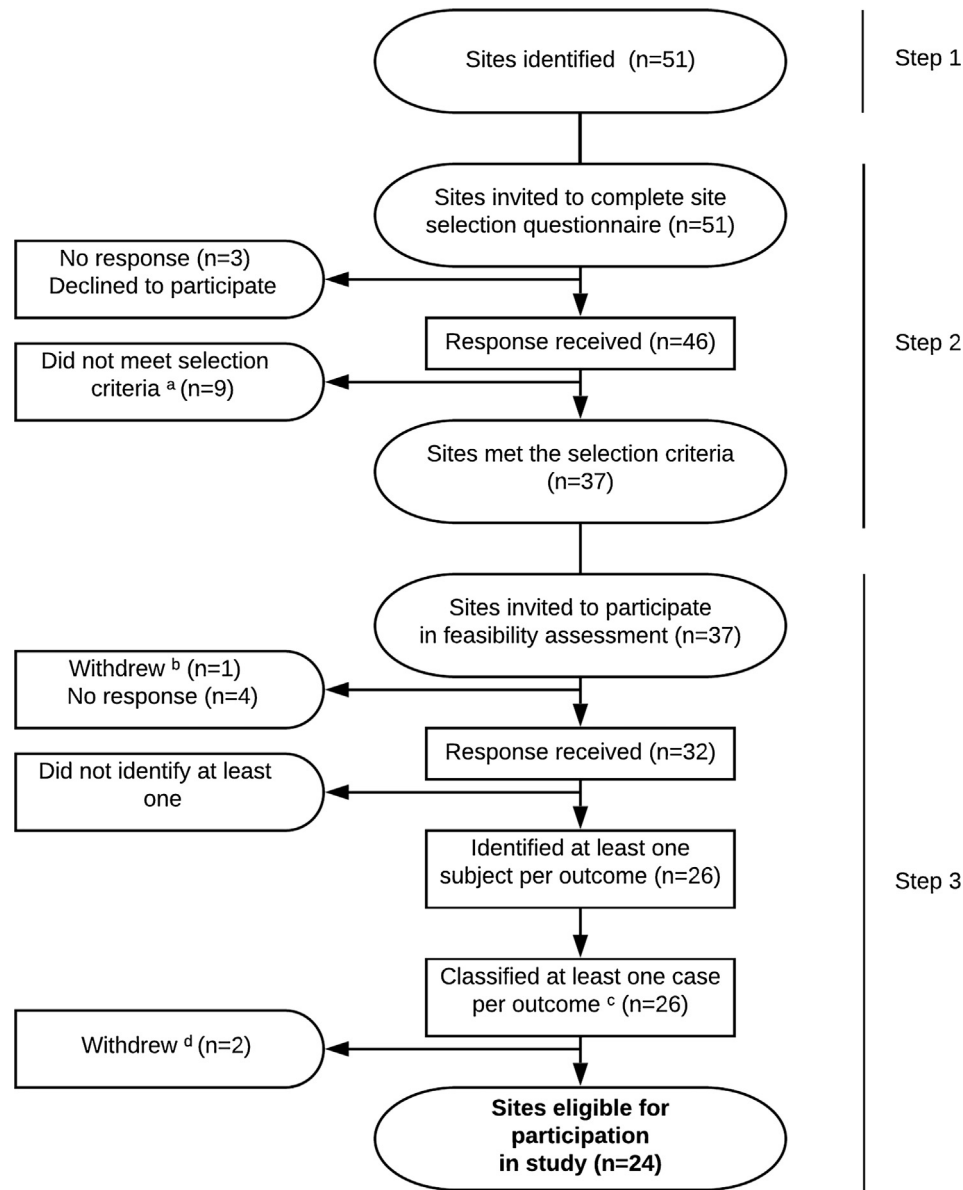 Sites identified (n=51)
Step 1
Sites invited to complete site
selection questionnaire (n=51)
No response (n=3)
Declined to participate
Response received (n=46)
Step 2
Did not meet selection
criteria ᵃ (n=9)
Sites met the selection criteria
(n=37)
Sites invited to participate
in feasibility assessment (n=37)
Withdrew ᵇ (n=1)
No response (n=4)
Response received (n=32)
Did not identify at least
one
Identified at least one
subject per outcome (n=26)
Step 3
Classified at least one case
per outcome ᶜ (n=26)
Withdrew ᵈ (n=2)
Sites eligible for
participation
in study (n=24)